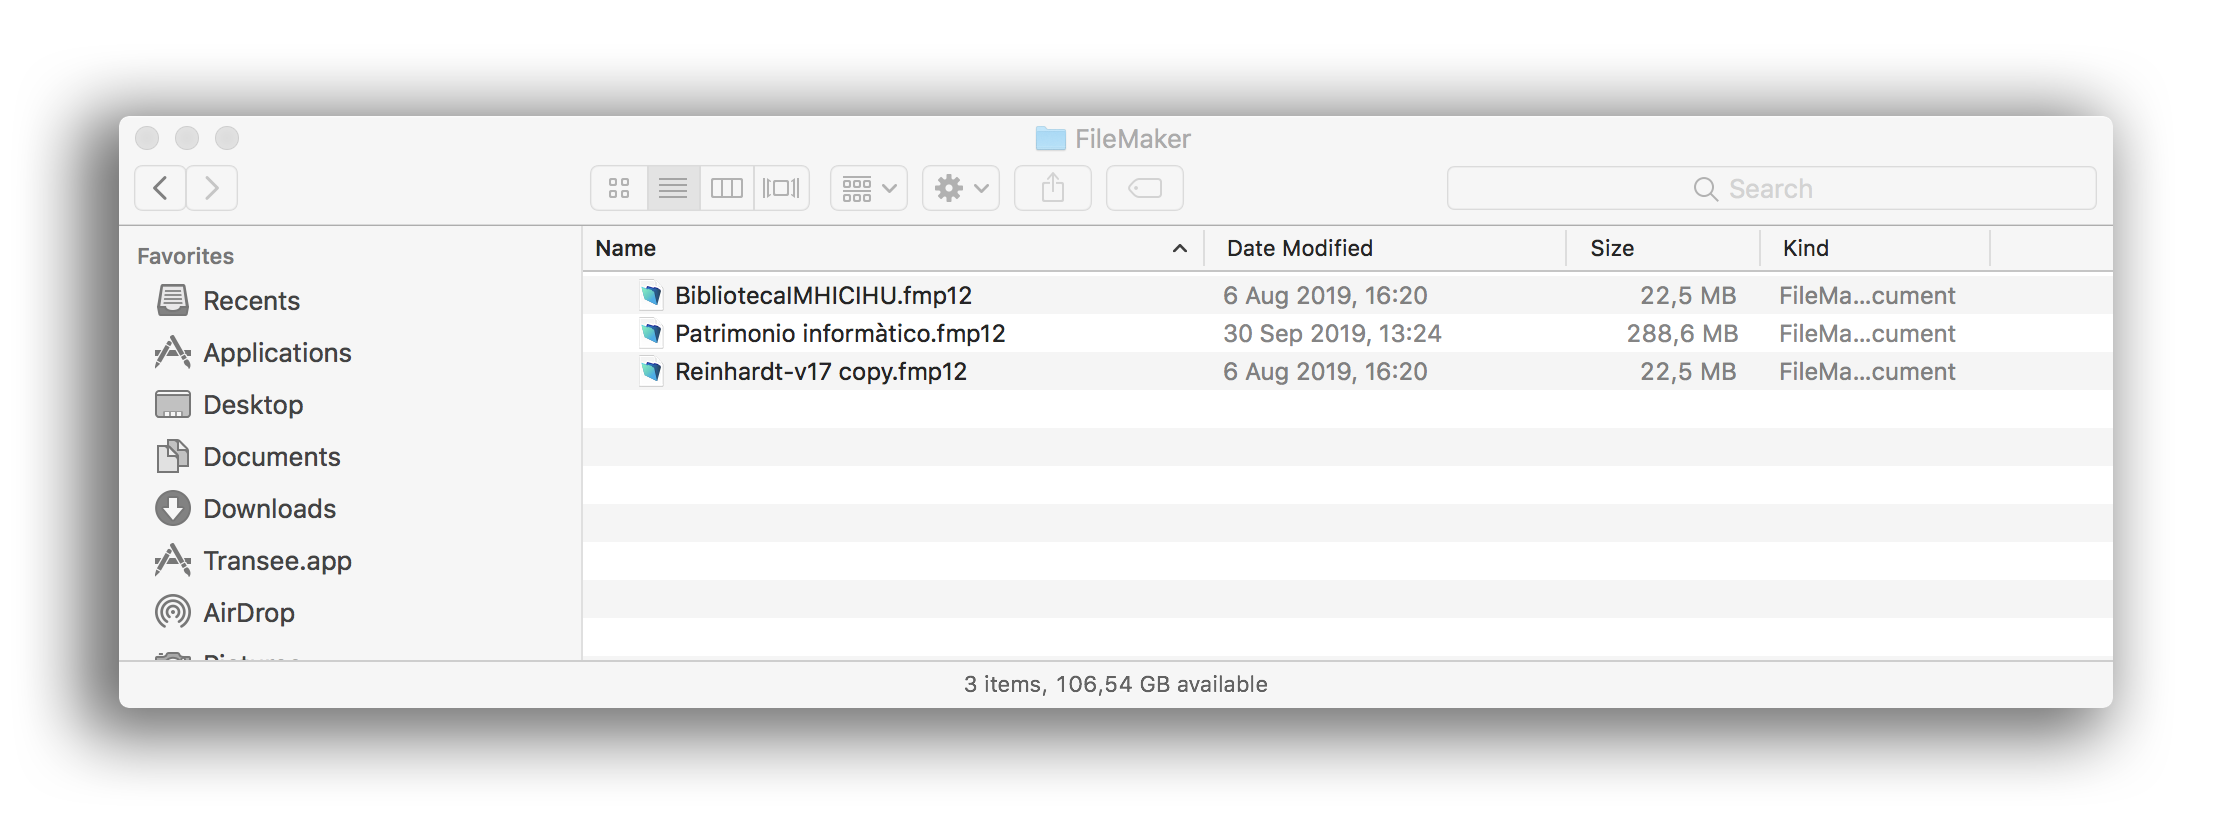 FileMaker
Search
Favorites
Recents
Applications
Desktop
Documents
Downloads
Transee.app
AirDrop
Name Date Modified Size Kind
BibliotecaIMHICIHU.fmp12 6 Aug 2019, 16:20 22,5 MB FileMa...cument
Patrimonio informàtico.fmp12 30 Sep 2019, 13:24 288,6 MB FileMa...cument
Reinhardt-v17 copy.fmp12 6 Aug 2019, 16:20 22,5 MB FileMa...cument
3 items, 106,54 GB available